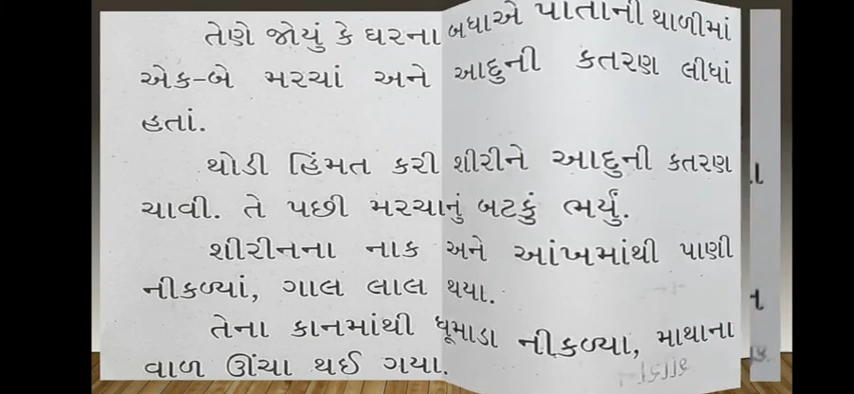 તેણે જોયું કે ઘરના બધાએ પોતાની થાળીમાં
એક-બે મરચાં અને આદુની કતરણ લીધાં
હતાં.
થોડી હિંમત કરી શીરીને આદુની કતરણ
ચાવી. તે પછી મરચાનું બટકું ભર્યું.
શીરીનના નાક અને આંખમાંથી પાણી
નીકળ્યાં, ગાલ લાલ થયા.
તેના કાનમાંથી ધૂમાડા નીકળ્યા, માથાના
વાળ ઊંચા થઈ ગયા.